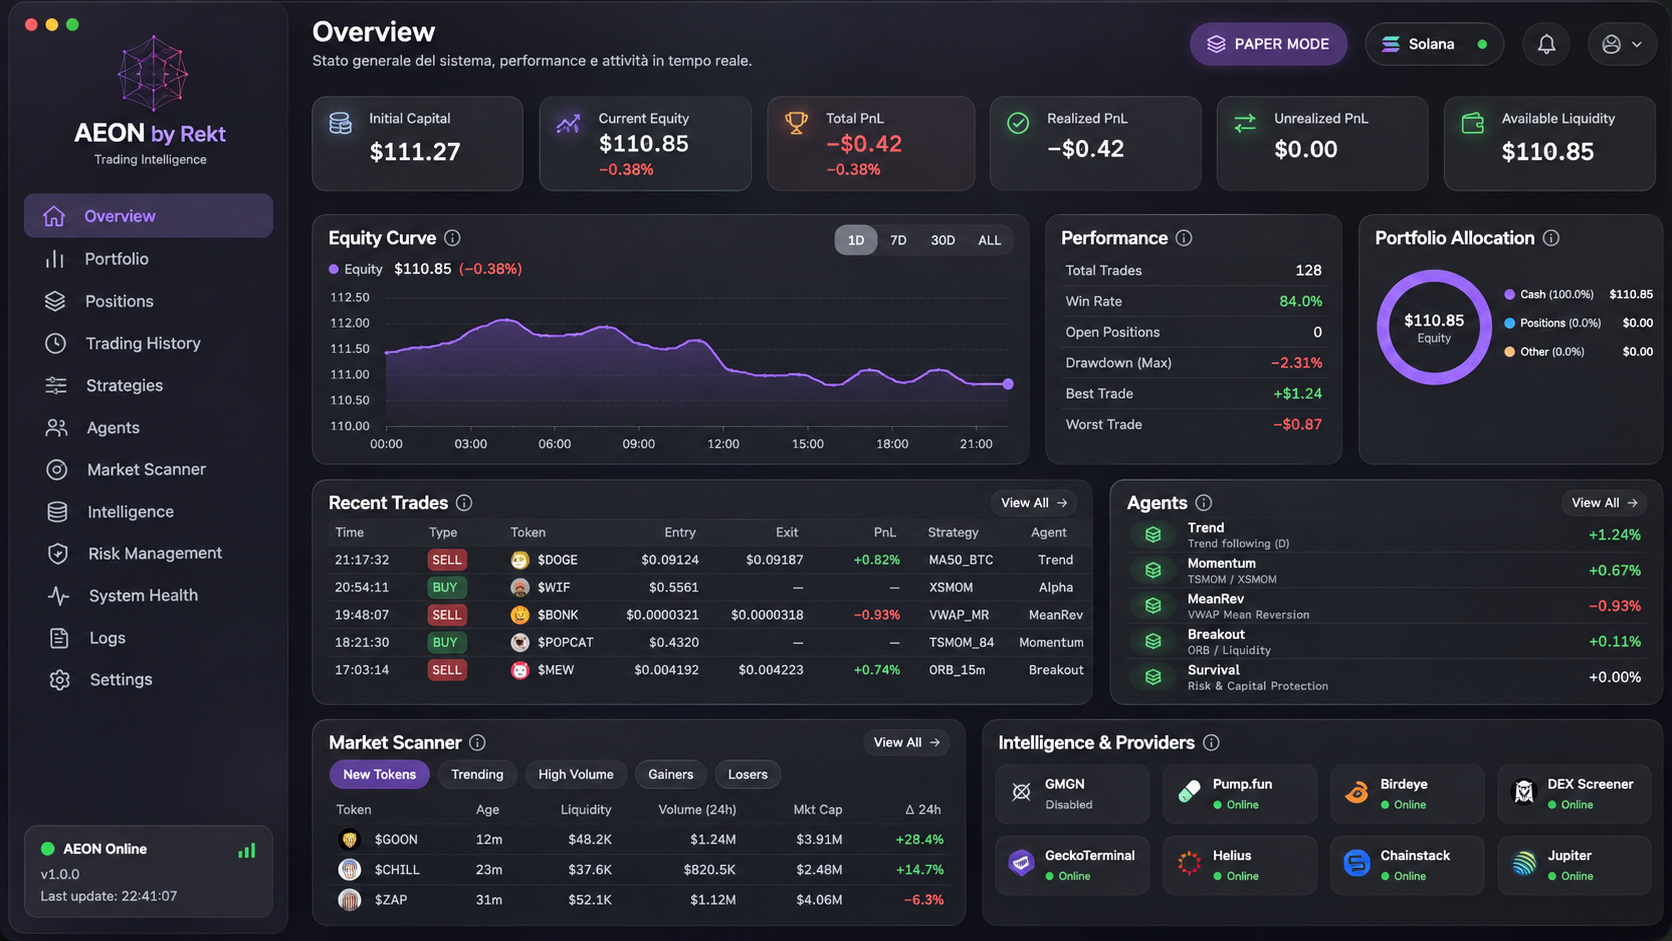 AEON by Rekt
Trading Intelligence
Overview
Portfolio
Positions
Trading History
Strategies
Agents
Market Scanner
Intelligence
Risk Management
System Health
Logs
Settings
AEON Online
v1.0.0
Last update: 22:41:07
Overview
Stato generale del sistema, performance e attività in tempo reale.
PAPER MODE
Solana
Initial Capital
$111.27
Current Equity
$110.85
−0.38%
Total PnL
−$0.42
−0.38%
Realized PnL
−$0.42
Unrealized PnL
$0.00
Available Liquidity
$110.85
Equity Curve
1D 7D 30D ALL
Equity $110.85 (−0.38%)
112.50
112.00
111.50
111.00
110.50
110.00
00:00 03:00 06:00 09:00 12:00 15:00 18:00 21:00
Performance
Total Trades 128
Win Rate 84.0%
Open Positions 0
Drawdown (Max) −2.31%
Best Trade +$1.24
Worst Trade −$0.87
Portfolio Allocation
$110.85
Equity
Cash (100.0%) $110.85
Positions (0.0%) $0.00
Other (0.0%) $0.00
Recent Trades
View All →
Time Type Token Entry Exit PnL Strategy Agent
21:17:32 SELL $DOGE $0.09124 $0.09187 +0.82% MA50_BTC Trend
20:54:11 BUY $WIF $0.5561 — — XSMOM Alpha
19:48:07 SELL $BONK $0.0000321 $0.0000318 −0.93% VWAP_MR MeanRev
18:21:30 BUY $POPCAT $0.4320 — — TSMOM_84 Momentum
17:03:14 SELL $MEW $0.004192 $0.004223 +0.74% ORB_15m Breakout
Agents
View All →
Trend
Trend following (D)
+1.24%
Momentum
TSMOM / XSMOM
+0.67%
MeanRev
VWAP Mean Reversion
−0.93%
Breakout
ORB / Liquidity
+0.11%
Survival
Risk & Capital Protection
+0.00%
Market Scanner
View All →
New Tokens Trending High Volume Gainers Losers
Token Age Liquidity Volume (24h) Mkt Cap Δ 24h
$GOON 12m $48.2K $1.24M $3.91M +28.4%
$CHILL 23m $37.6K $820.5K $2.48M +14.7%
$ZAP 31m $52.1K $1.12M $4.06M −6.3%
Intelligence & Providers
GMGN
Disabled
Pump.fun
Online
Birdeye
Online
DEX Screener
Online
GeckoTerminal
Online
Helius
Online
Chainstack
Online
Jupiter
Online